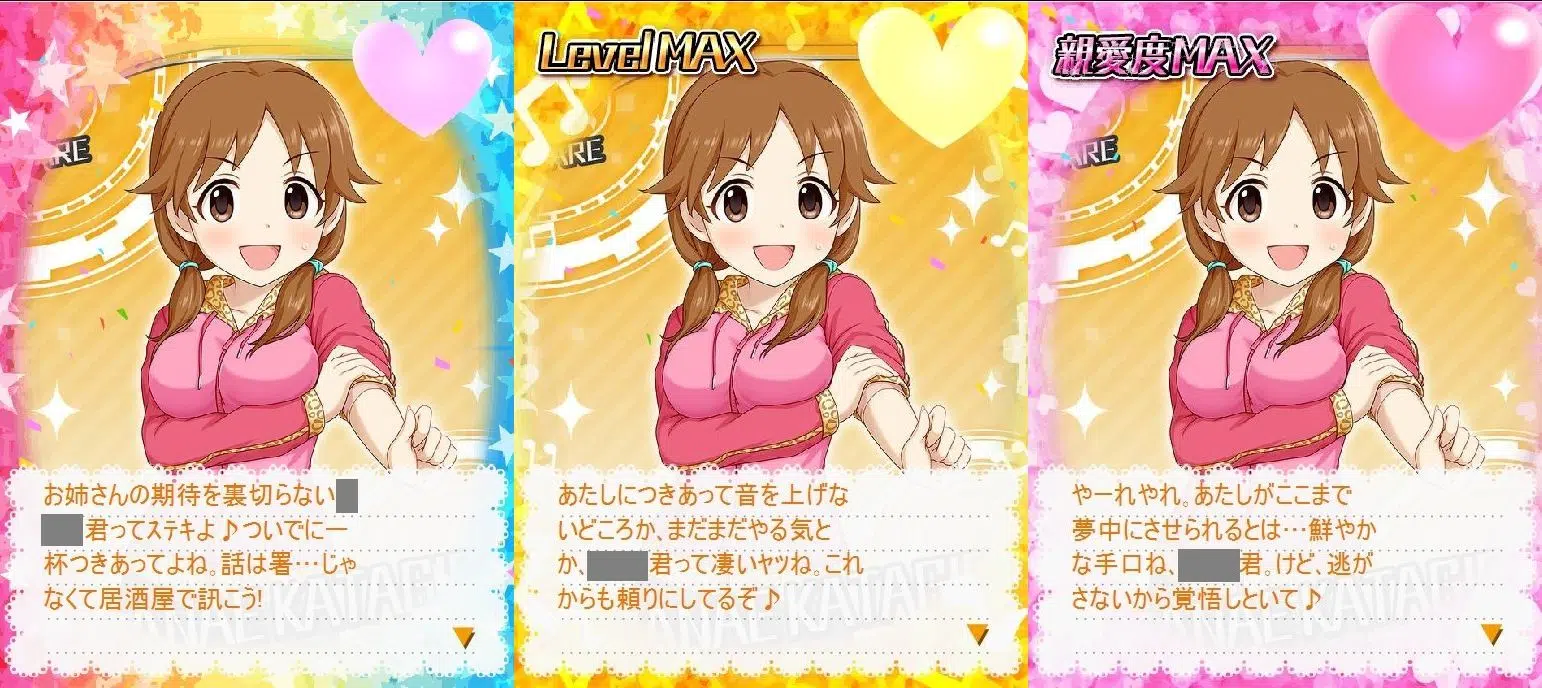 RE
お姉さんの期待を裏切らない
君ってｽﾃｷよ♪ついでに一
杯つきあってよね。話は署…じゃ
なくて居酒屋で訊こう!
Level MAX
ARE
あたしにつきあって音を上げな
いどころか、まだまだやる気と
か、君って凄いﾔﾂね。これ
からも頼りにしてるぞ♪
親愛度MAX
ARE
やーれやれ。あたしがここまで
夢中にさせられるとは…鮮やか
な手口ね、君。けど、逃が
さないから覚悟しといて♪